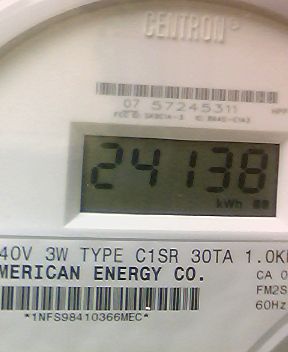 CENTRON®
07 57245311
24138
kWh
40V 3W TYPE C1SR 30TA 1.0K
MERICAN ENERGY CO.
CA 0
FM2S
60Hz
*1NFS98410366MEC*